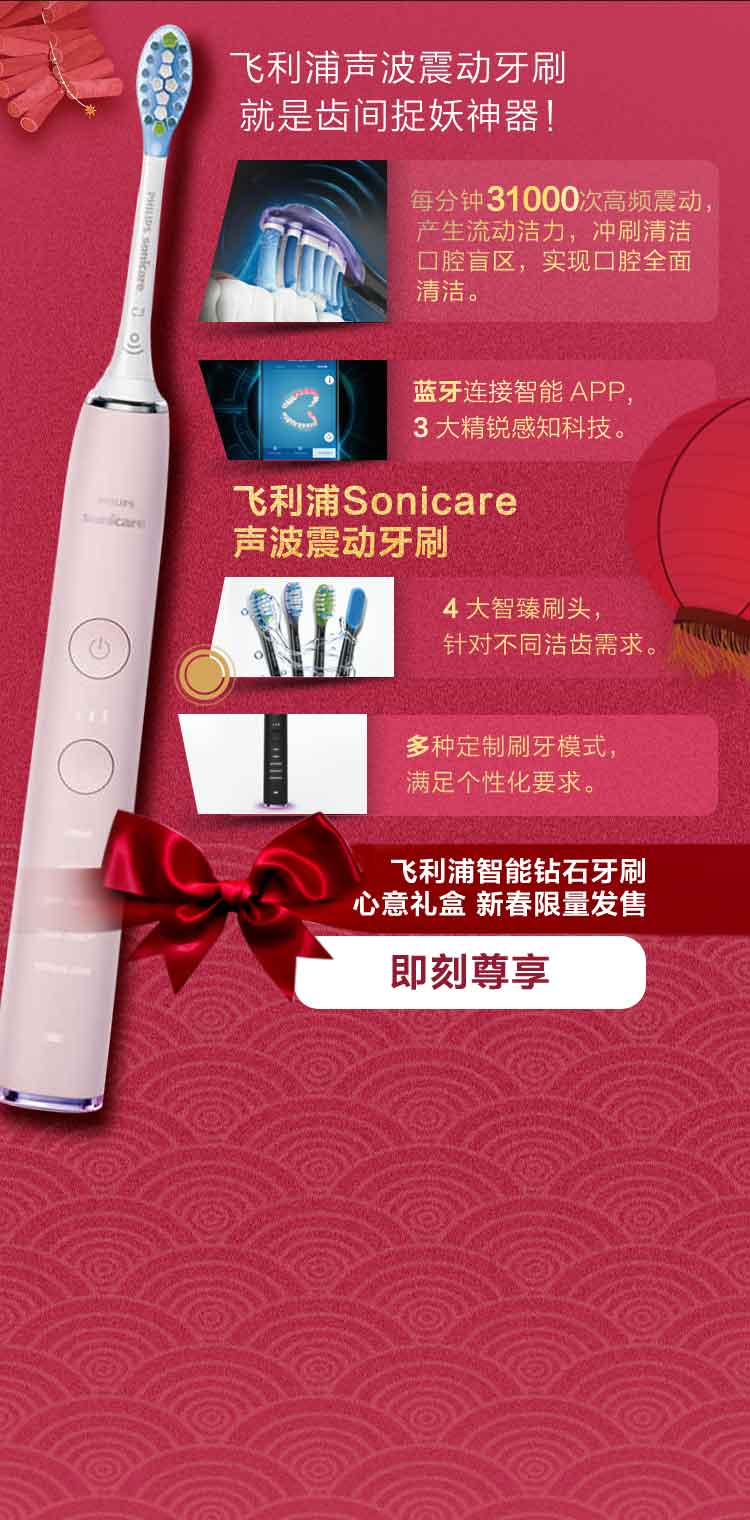 飞利浦声波震动牙刷
就是齿间捉妖神器！
每分钟31000次高频震动，
产生流动洁力，冲刷清洁
口腔盲区，实现口腔全面
清洁。
蓝牙连接智能 APP，
3 大精锐感知科技。
飞利浦Sonicare
声波震动牙刷
4 大智臻刷头，
针对不同洁齿需求。
多种定制刷牙模式，
满足个性化要求。
飞利浦智能钻石牙刷
心意礼盒 新春限量发售
即刻尊享
PHILIPS sonicare
PHILIPS
sonicare